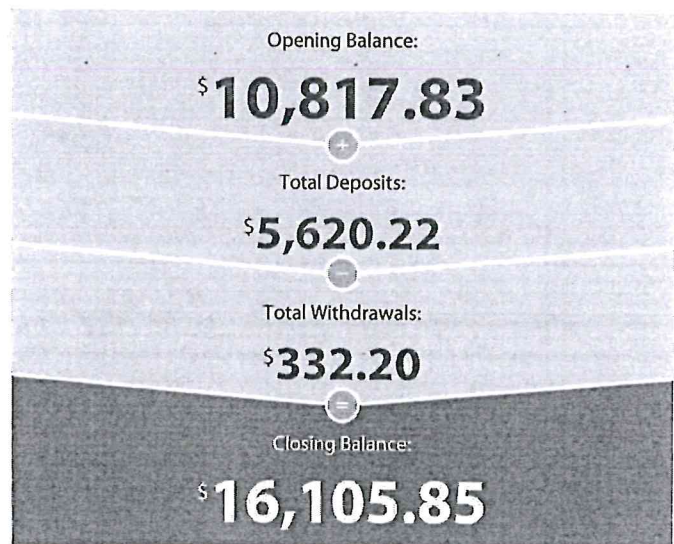 Opening Balance:
$10,817.83
+
Total Deposits:
$5,620.22
−
Total Withdrawals:
$332.20
=
Closing Balance:
$16,105.85